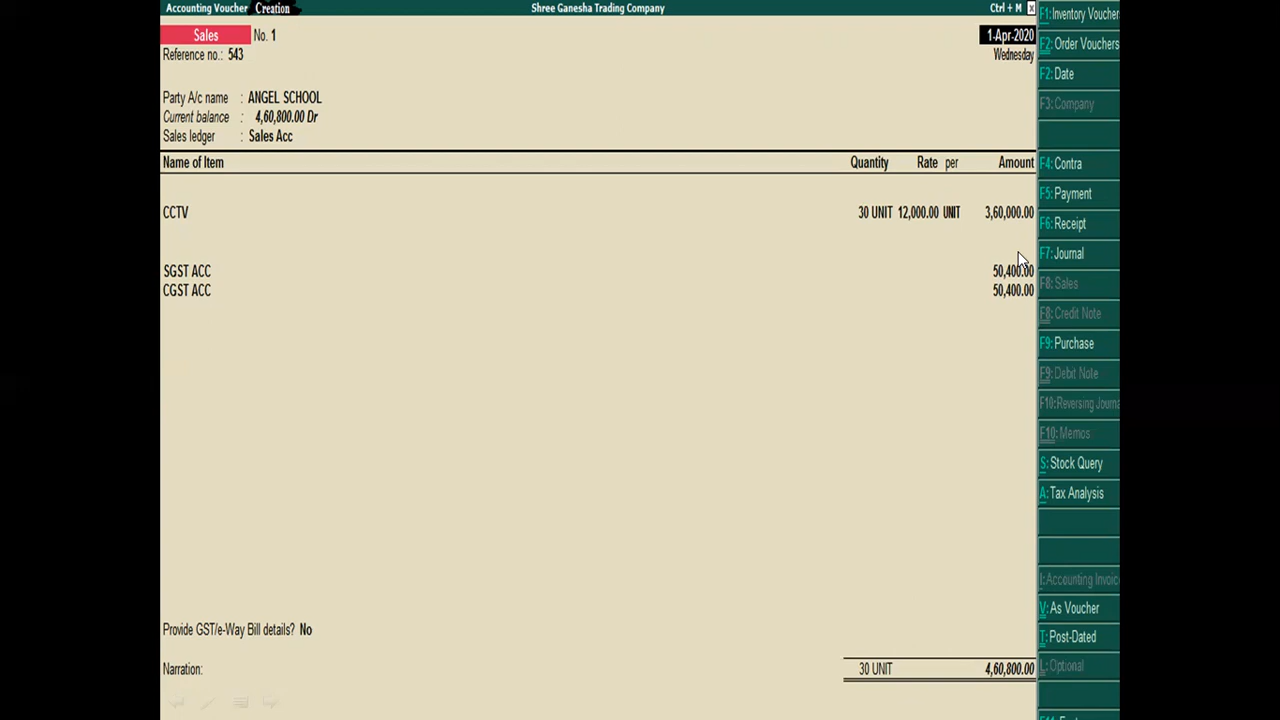 Accounting Voucher Creation Shree Ganesha Trading Company Ctrl + M x
Sales No. 1 1-Apr-2020
Reference no.: 543 Wednesday
Party A/c name : ANGEL SCHOOL
Current balance : 4,60,800.00 Dr
Sales ledger : Sales Acc
Name of Item Quantity Rate per Amount
CCTV 30 UNIT 12,000.00 UNIT 3,60,000.00
SGST ACC 50,400.00
CGST ACC 50,400.00
Provide GST/e-Way Bill details? No
Narration: 30 UNIT 4,60,800.00
F1: Inventory Voucher
F2: Order Vouchers
F2: Date
F3: Company
F4: Contra
F5: Payment
F6: Receipt
F7: Journal
F8: Sales
F8: Credit Note
F9: Purchase
F9: Debit Note
F10: Reversing Journa
F10: Memos
S: Stock Query
A: Tax Analysis
I: Accounting Invoic
V: As Voucher
T: Post-Dated
L: Optional